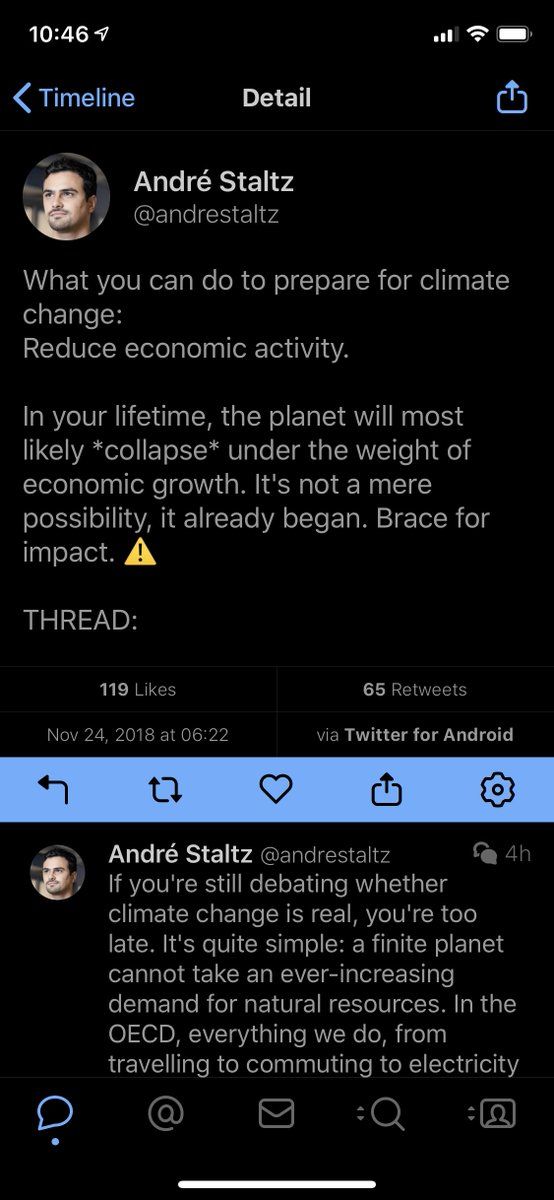 10:46
Timeline
Detail
André Staltz
@andrestaltz
What you can do to prepare for climate
change:
Reduce economic activity.
In your lifetime, the planet will most
likely *collapse* under the weight of
economic growth. It's not a mere
possibility, it already began. Brace for
impact. ⚠️
THREAD:
119 Likes
65 Retweets
Nov 24, 2018 at 06:22
via Twitter for Android
André Staltz @andrestaltz
4h
If you're still debating whether
climate change is real, you're too
late. It's quite simple: a finite planet
cannot take an ever-increasing
demand for natural resources. In the
OECD, everything we do, from
travelling to commuting to electricity